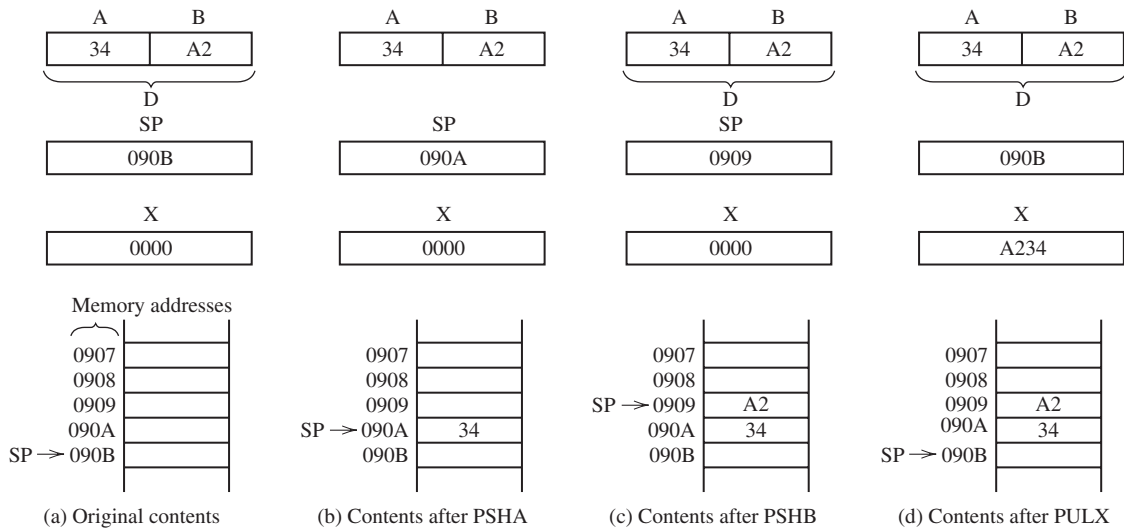 A B A B A B A B
34 A2 34 A2 34 A2 34 A2
D D D
SP SP SP
090B 090A 0909 090B
X X X X
0000 0000 0000 A234
Memory addresses
0907 0907 0907 0907
0908 0908 0908 0908
0909 0909 SP 0909 A2 0909 A2
090A SP 090A 34 090A 34 090A 34
SP 090B 090B 090B SP 090B
(a) Original contents (b) Contents after PSHA (c) Contents after PSHB (d) Contents after PULX